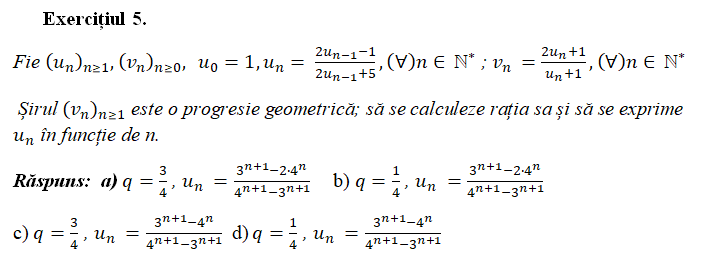 Exercițiul 5.
Fie (uₙ)ₙ≥₁, (vₙ)ₙ≥₀, u₀ = 1, uₙ = (2uₙ₋₁−1)/(2uₙ₋₁+5), (∀)n ∈ ℕ* ; vₙ = (2uₙ+1)/(uₙ+1), (∀)n ∈ ℕ*
Șirul (vₙ)ₙ≥₁ este o progresie geometrică; să se calculeze rația sa și să se exprime
uₙ în funcție de n.
Răspuns: a) q = 3/4, uₙ = (3ⁿ⁺¹−2·4ⁿ)/(4ⁿ⁺¹−3ⁿ⁺¹) b) q = 1/4, uₙ = (3ⁿ⁺¹−2·4ⁿ)/(4ⁿ⁺¹−3ⁿ⁺¹)
c) q = 3/4, uₙ = (3ⁿ⁺¹−4ⁿ)/(4ⁿ⁺¹−3ⁿ⁺¹) d) q = 1/4, uₙ = (3ⁿ⁺¹−4ⁿ)/(4ⁿ⁺¹−3ⁿ⁺¹)